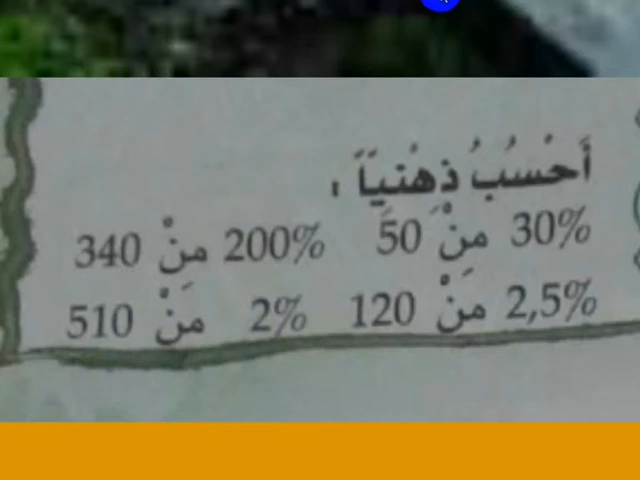 أَحْسُبُ ذِهْنِيّاً :
30% مِنْ 50 200% مِنْ 340
2,5% مِنْ 120 2% مِنْ 510